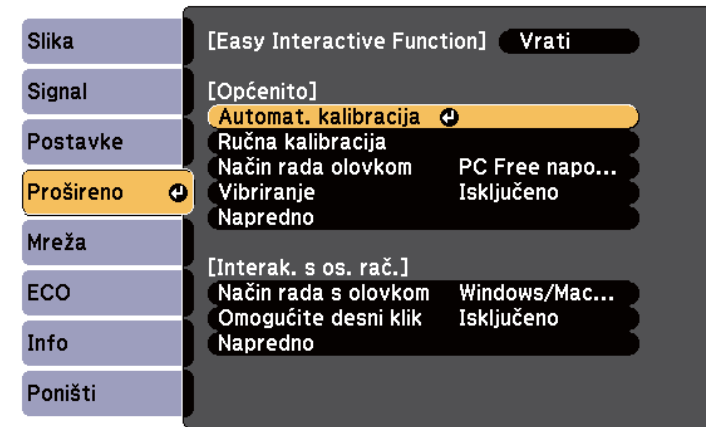 Slika
Signal
Postavke
Prošireno
Mreža
ECO
Info
Poništi
[Easy Interactive Function] Vrati
[Općenito]
Automat. kalibracija
Ručna kalibracija
Način rada olovkom PC Free napo...
Vibriranje Isključeno
Napredno
[Interak. s os. rač.]
Način rada s olovkom Windows/Mac...
Omogućite desni klik Isključeno
Napredno